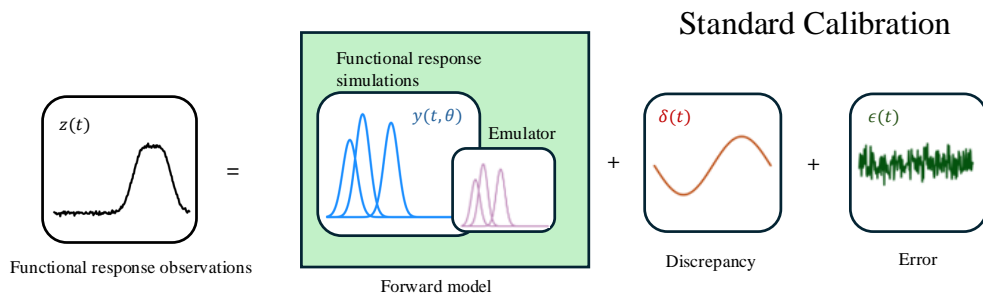 Standard Calibration
Functional response
simulations
z(t)
y(t, θ)
Emulator
δ(t)
ϵ(t)
=
+
+
Functional response observations
Forward model
Discrepancy
Error